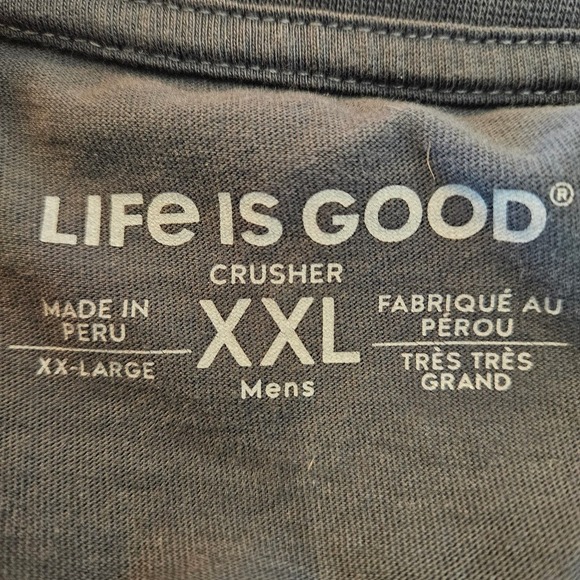 LIFe IS GOOD®
CRUSHER
MADE IN
PERU
XX-LARGE
XXL
Mens
FABRIQUÉ AU
PÉROU
TRÈS TRÈS
GRAND